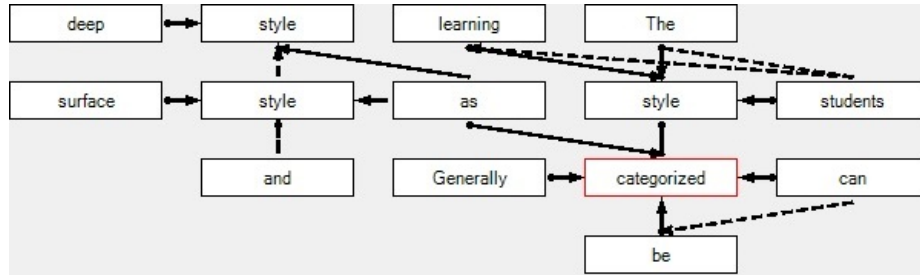 deep style learning The
surface style as style students
and Generally categorized can
be